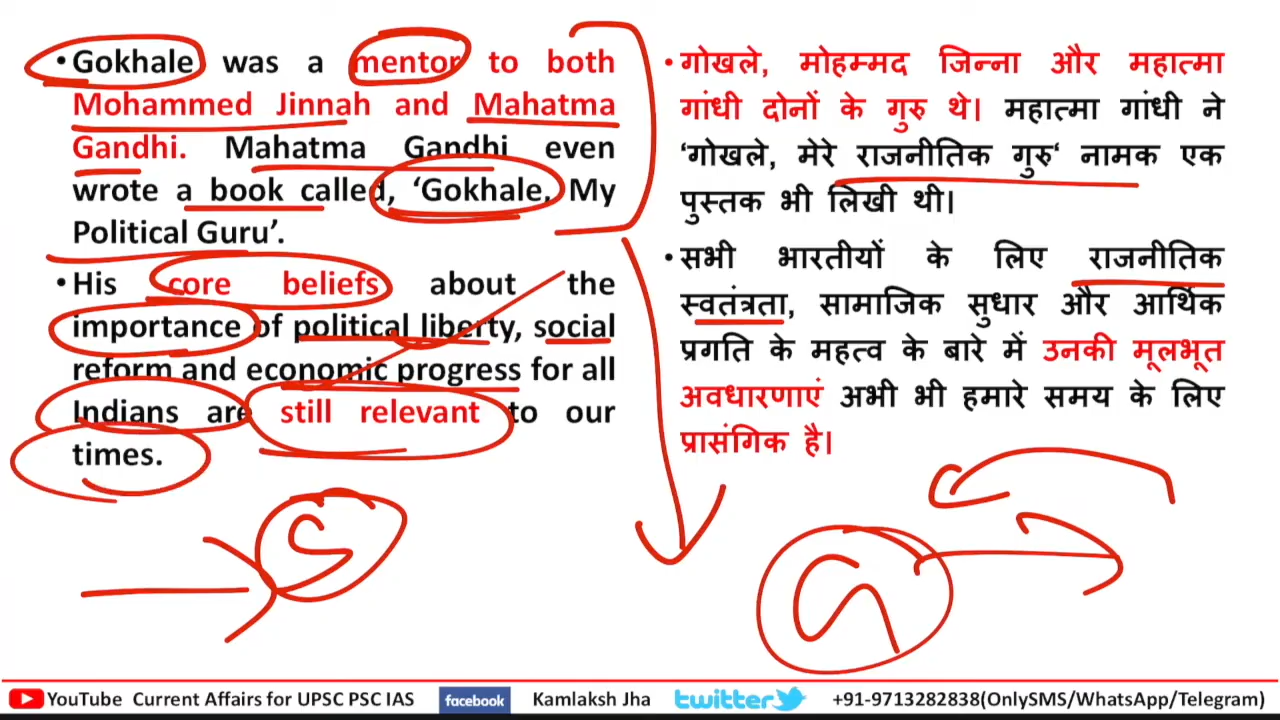 •Gokhale was a mentor to both
Mohammed Jinnah and Mahatma
Gandhi. Mahatma Gandhi even
wrote a book called, ‘Gokhale, My
Political Guru’.
•His core beliefs about the
importance of political liberty, social
reform and economic progress for all
Indians are still relevant to our
times.
•गोखले, मोहम्मद जिन्ना और महात्मा
गांधी दोनों के गुरु थे। महात्मा गांधी ने
‘गोखले, मेरे राजनीतिक गुरु‘ नामक एक
पुस्तक भी लिखी थी।
•सभी भारतीयों के लिए राजनीतिक
स्वतंत्रता, सामाजिक सुधार और आर्थिक
प्रगति के महत्व के बारे में उनकी मूलभूत
अवधारणाएं अभी भी हमारे समय के लिए
प्रासंगिक है।
YouTube Current Affairs for UPSC PSC IAS facebook Kamlaksh Jha twitter +91-9713282838(OnlySMS/WhatsApp/Telegram)